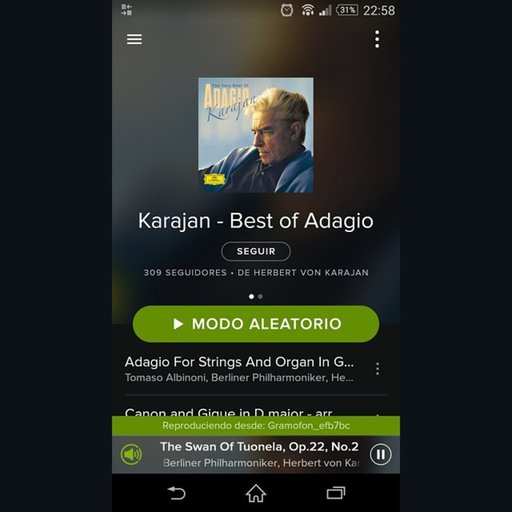 31% 22:58
The Very Best Of
ADAGIO
Karajan
Karajan - Best of Adagio
SEGUIR
309 SEGUIDORES • DE HERBERT VON KARAJAN
MODO ALEATORIO
Adagio For Strings And Organ In G...
Tomaso Albinoni, Berliner Philharmoniker, He...
Canon and Gigue in D major - arr
Reproduciendo desde: Gramofon_efb7bc
The Swan Of Tuonela, Op.22, No.2
Berliner Philharmoniker, Herbert von Kar